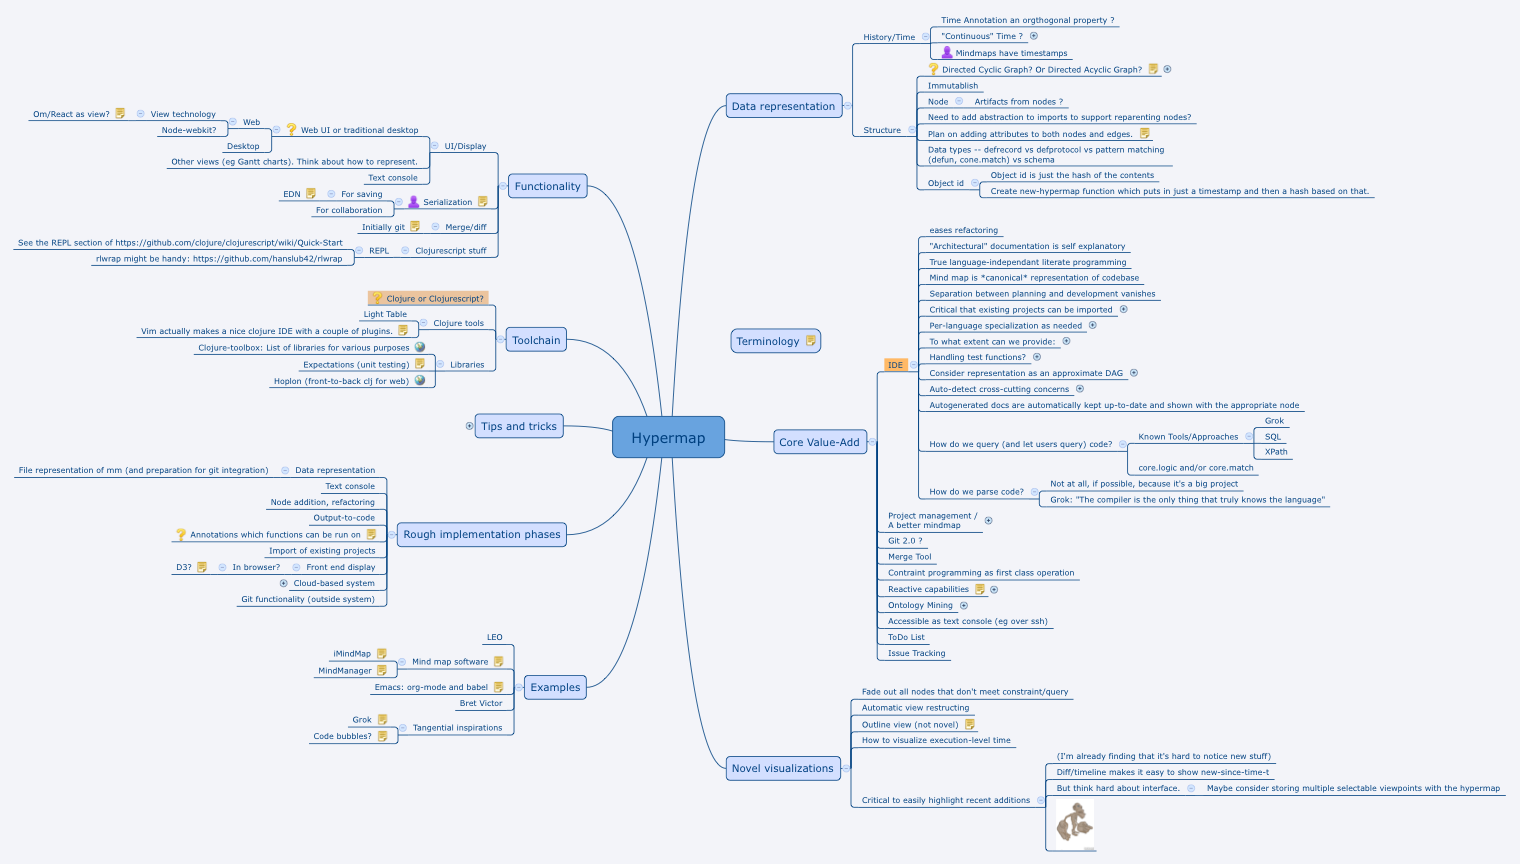 Hypermap
Data representation
History/Time
Time Annotation an orgthogonal property ?
"Continuous" Time ?
Mindmaps have timestamps
Structure
Directed Cyclic Graph? Or Directed Acyclic Graph?
Immutablish
Node
Artifacts from nodes ?
Need to add abstraction to imports to support reparenting nodes?
Plan on adding attributes to both nodes and edges.
Data types -- defrecord vs defprotocol vs pattern matching
(defun, cone.match) vs schema
Object id
Object id is just the hash of the contents
Create new-hypermap function which puts in just a timestamp and then a hash based on that.
Terminology
Core Value-Add
IDE
eases refactoring
"Architectural" documentation is self explanatory
True language-independant literate programming
Mind map is *canonical* representation of codebase
Separation between planning and development vanishes
Critical that existing projects can be imported
Per-language specialization as needed
To what extent can we provide:
Handling test functions?
Consider representation as an approximate DAG
Auto-detect cross-cutting concerns
Autogenerated docs are automatically kept up-to-date and shown with the appropriate node
How do we query (and let users query) code?
Known Tools/Approaches
Grok
SQL
XPath
core.logic and/or core.match
How do we parse code?
Not at all, if possible, because it's a big project
Grok: "The compiler is the only thing that truly knows the language"
Project management /
A better mindmap
Git 2.0 ?
Merge Tool
Contraint programming as first class operation
Reactive capabilities
Ontology Mining
Accessible as text console (eg over ssh)
ToDo List
Issue Tracking
Novel visualizations
Fade out all nodes that don't meet constraint/query
Automatic view restructing
Outline view (not novel)
How to visualize execution-level time
Critical to easily highlight recent additions
(I'm already finding that it's hard to notice new stuff)
Diff/timeline makes it easy to show new-since-time-t
But think hard about interface.
Maybe consider storing multiple selectable viewpoints with the hypermap
Functionality
UI/Display
Web UI or traditional desktop
Web
View technology
Om/React as view?
Node-webkit?
Desktop
Other views (eg Gantt charts). Think about how to represent.
Text console
Serialization
For saving
EDN
For collaboration
Merge/diff
Initially git
Clojurescript stuff
REPL
See the REPL section of https://github.com/clojure/clojurescript/wiki/Quick-Start
rlwrap might be handy: https://github.com/hanslub42/rlwrap
Toolchain
Clojure or Clojurescript?
Clojure tools
Light Table
Vim actually makes a nice clojure IDE with a couple of plugins.
Libraries
Clojure-toolbox: List of libraries for various purposes
Expectations (unit testing)
Hoplon (front-to-back clj for web)
Tips and tricks
Rough implementation phases
Data representation
File representation of mm (and preparation for git integration)
Text console
Node addition, refactoring
Output-to-code
Annotations which functions can be run on
Import of existing projects
Front end display
In browser?
D3?
Cloud-based system
Git functionality (outside system)
Examples
LEO
Mind map software
iMindMap
MindManager
Emacs: org-mode and babel
Bret Victor
Tangential inspirations
Grok
Code bubbles?